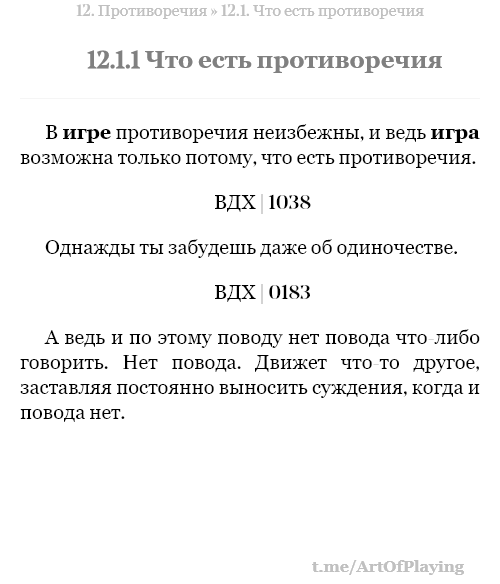 12. Противоречия » 12.1. Что есть противоречия
12.1.1 Что есть противоречия
В игре противоречия неизбежны, и ведь игра
возможна только потому, что есть противоречия.
ВДХ | 1038
Однажды ты забудешь даже об одиночестве.
ВДХ | 0183
А ведь и по этому поводу нет повода что-либо
говорить. Нет повода. Движет что-то другое,
заставляя постоянно выносить суждения, когда и
повода нет.
t.me/ArtOfPlaying